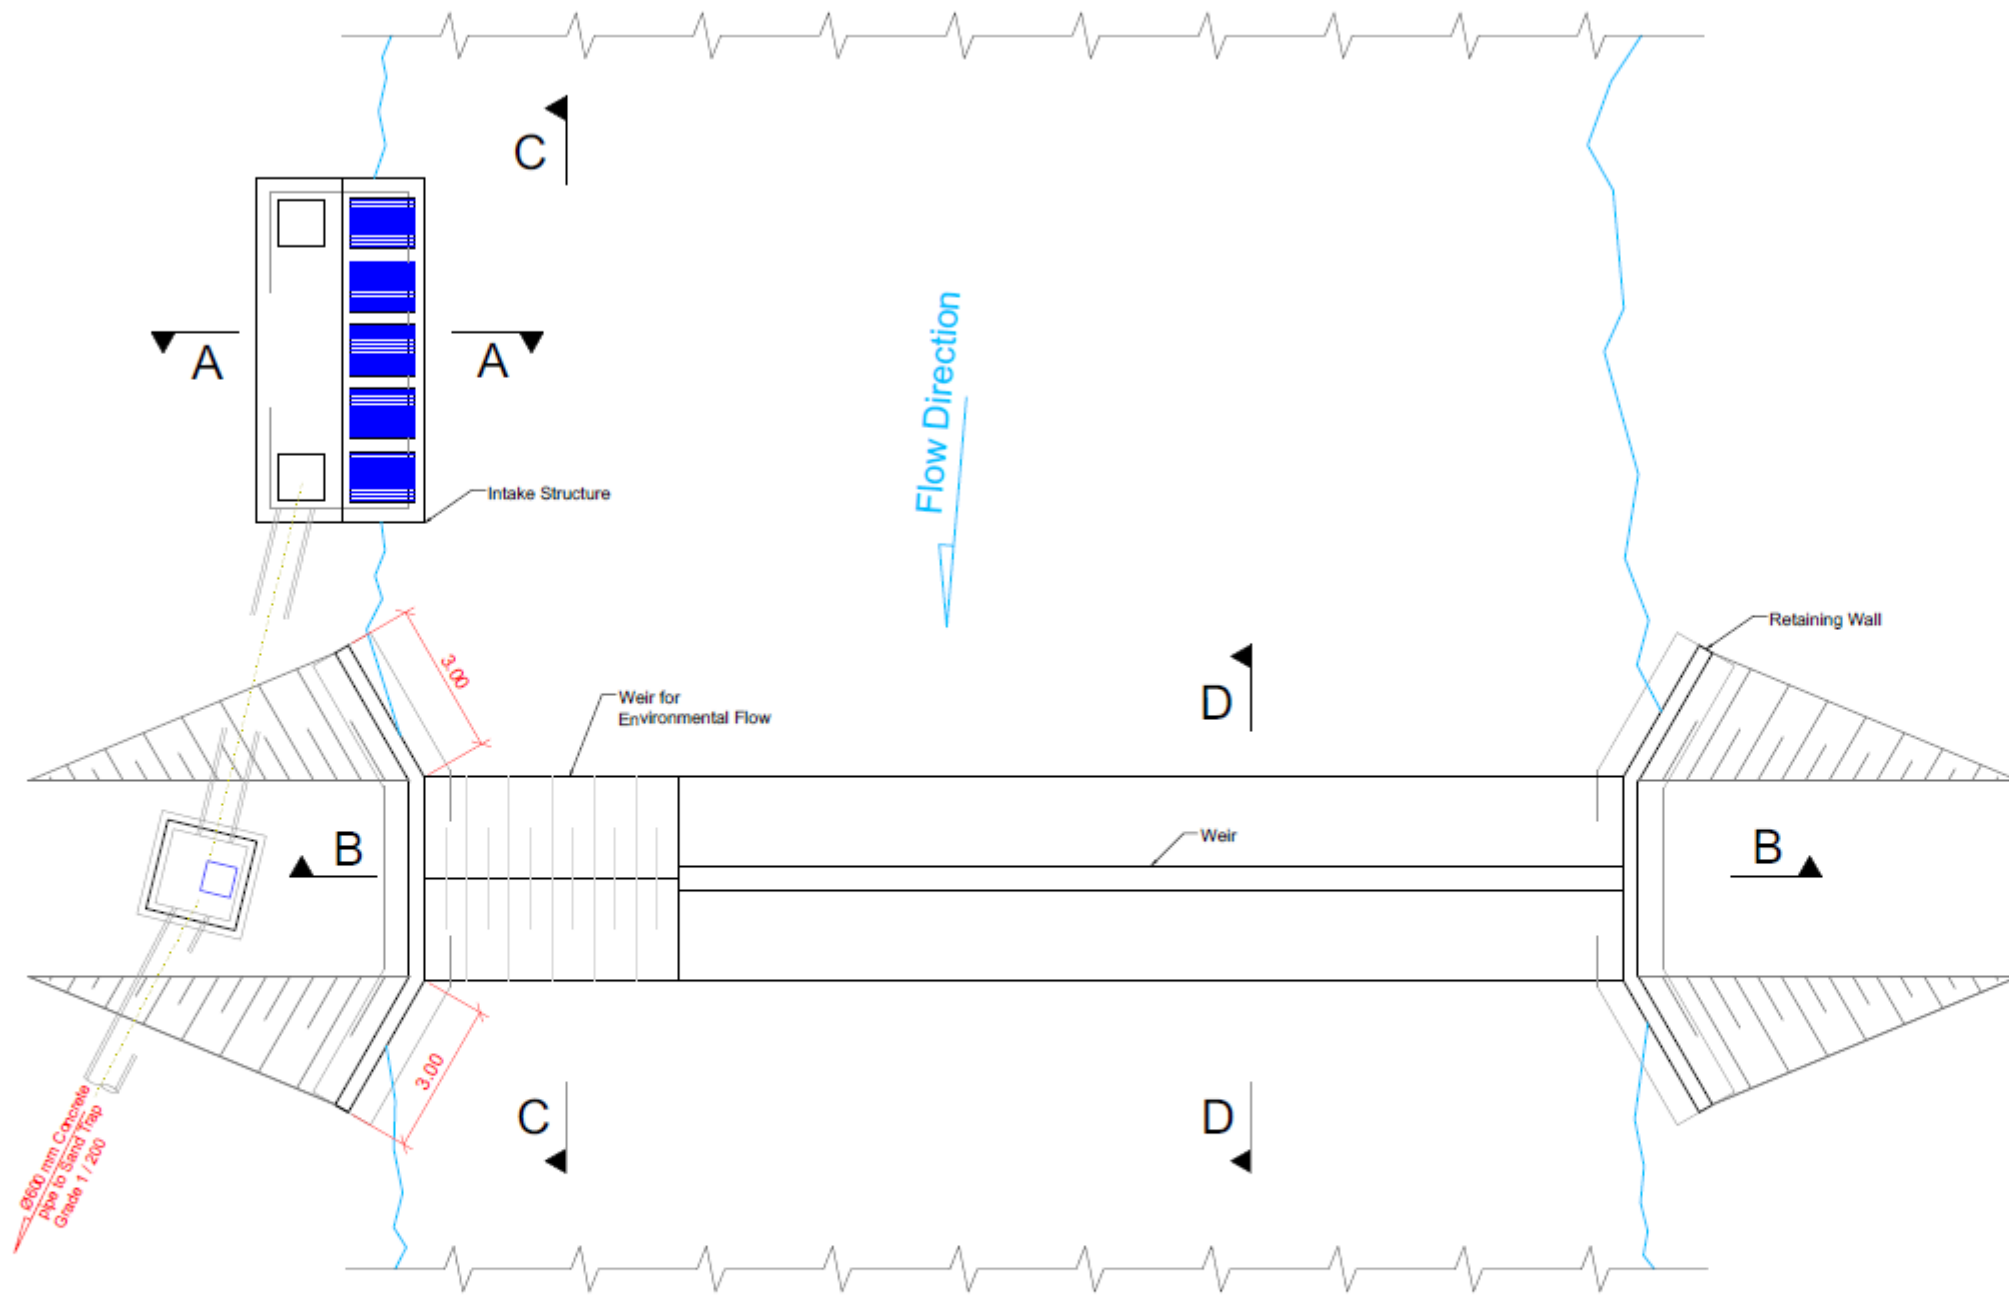 C
A
A
Flow Direction
Intake Structure
Retaining Wall
3.00
D
Weir for
Environmental Flow
B
Weir
B
3.00
C
D
Ø600 mm Concrete
pipe to Sand Trap
Grade 1 / 200